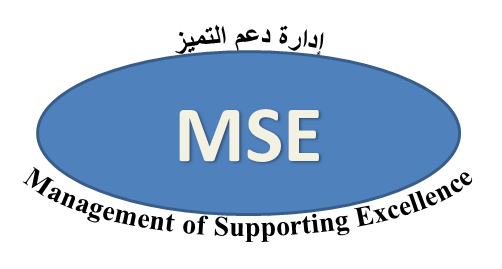 إدارة دعم التميز
MSE
Management of Supporting Excellence